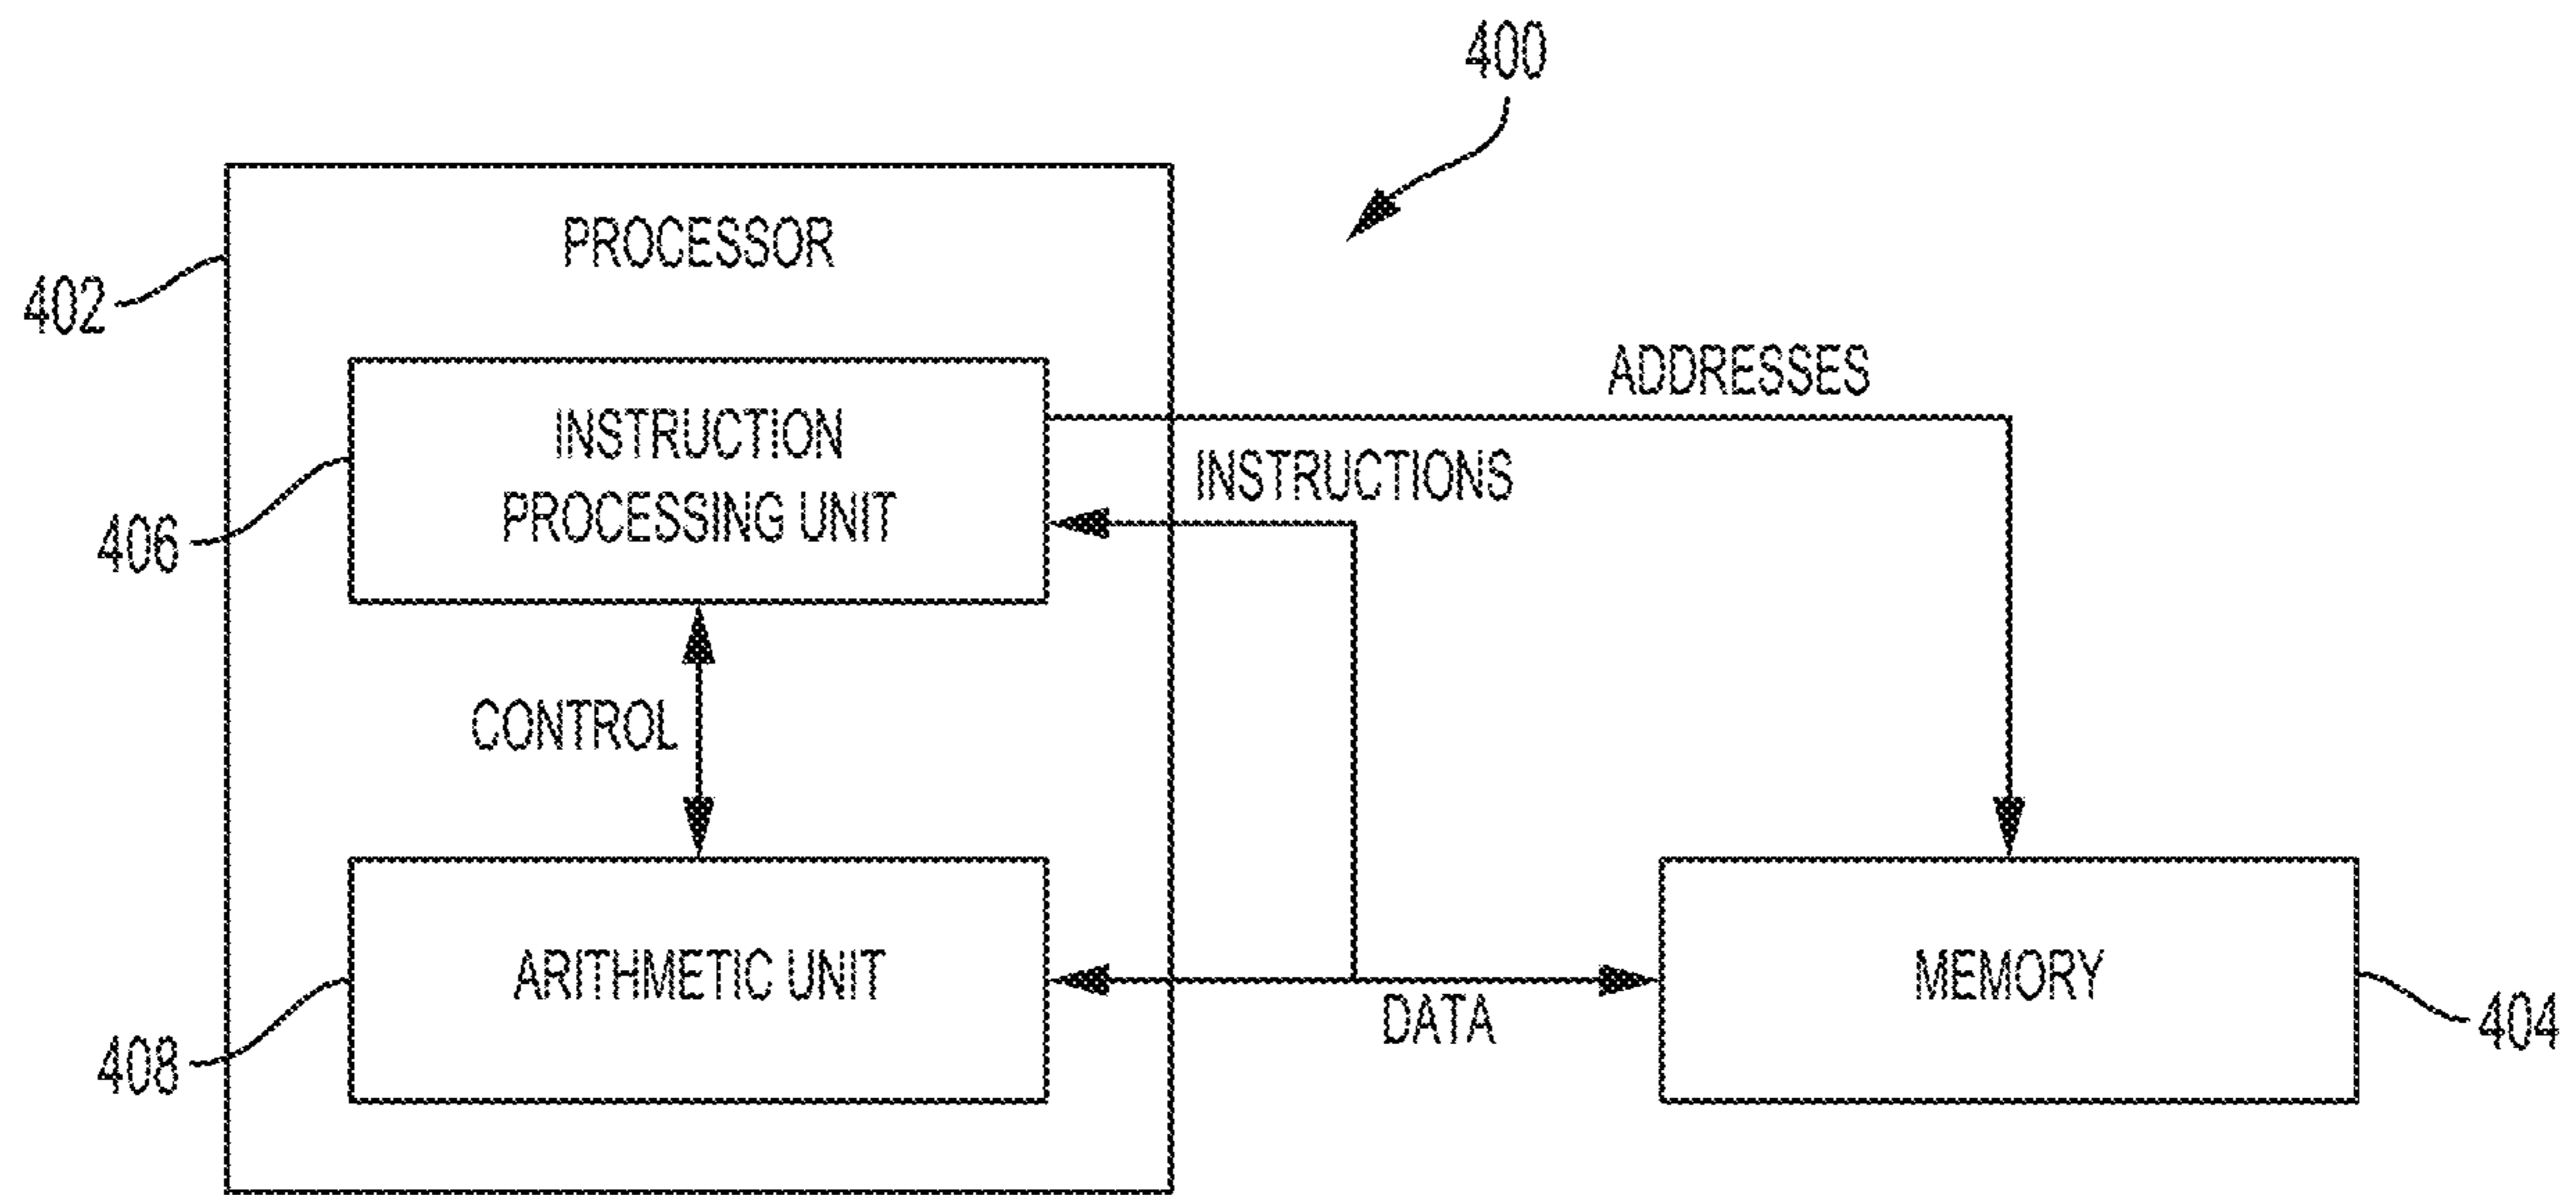 400
PROCESSOR
402
ADDRESSES
INSTRUCTION
PROCESSING UNIT
INSTRUCTIONS
406
CONTROL
ARITHMETIC UNIT
MEMORY
DATA
404
408